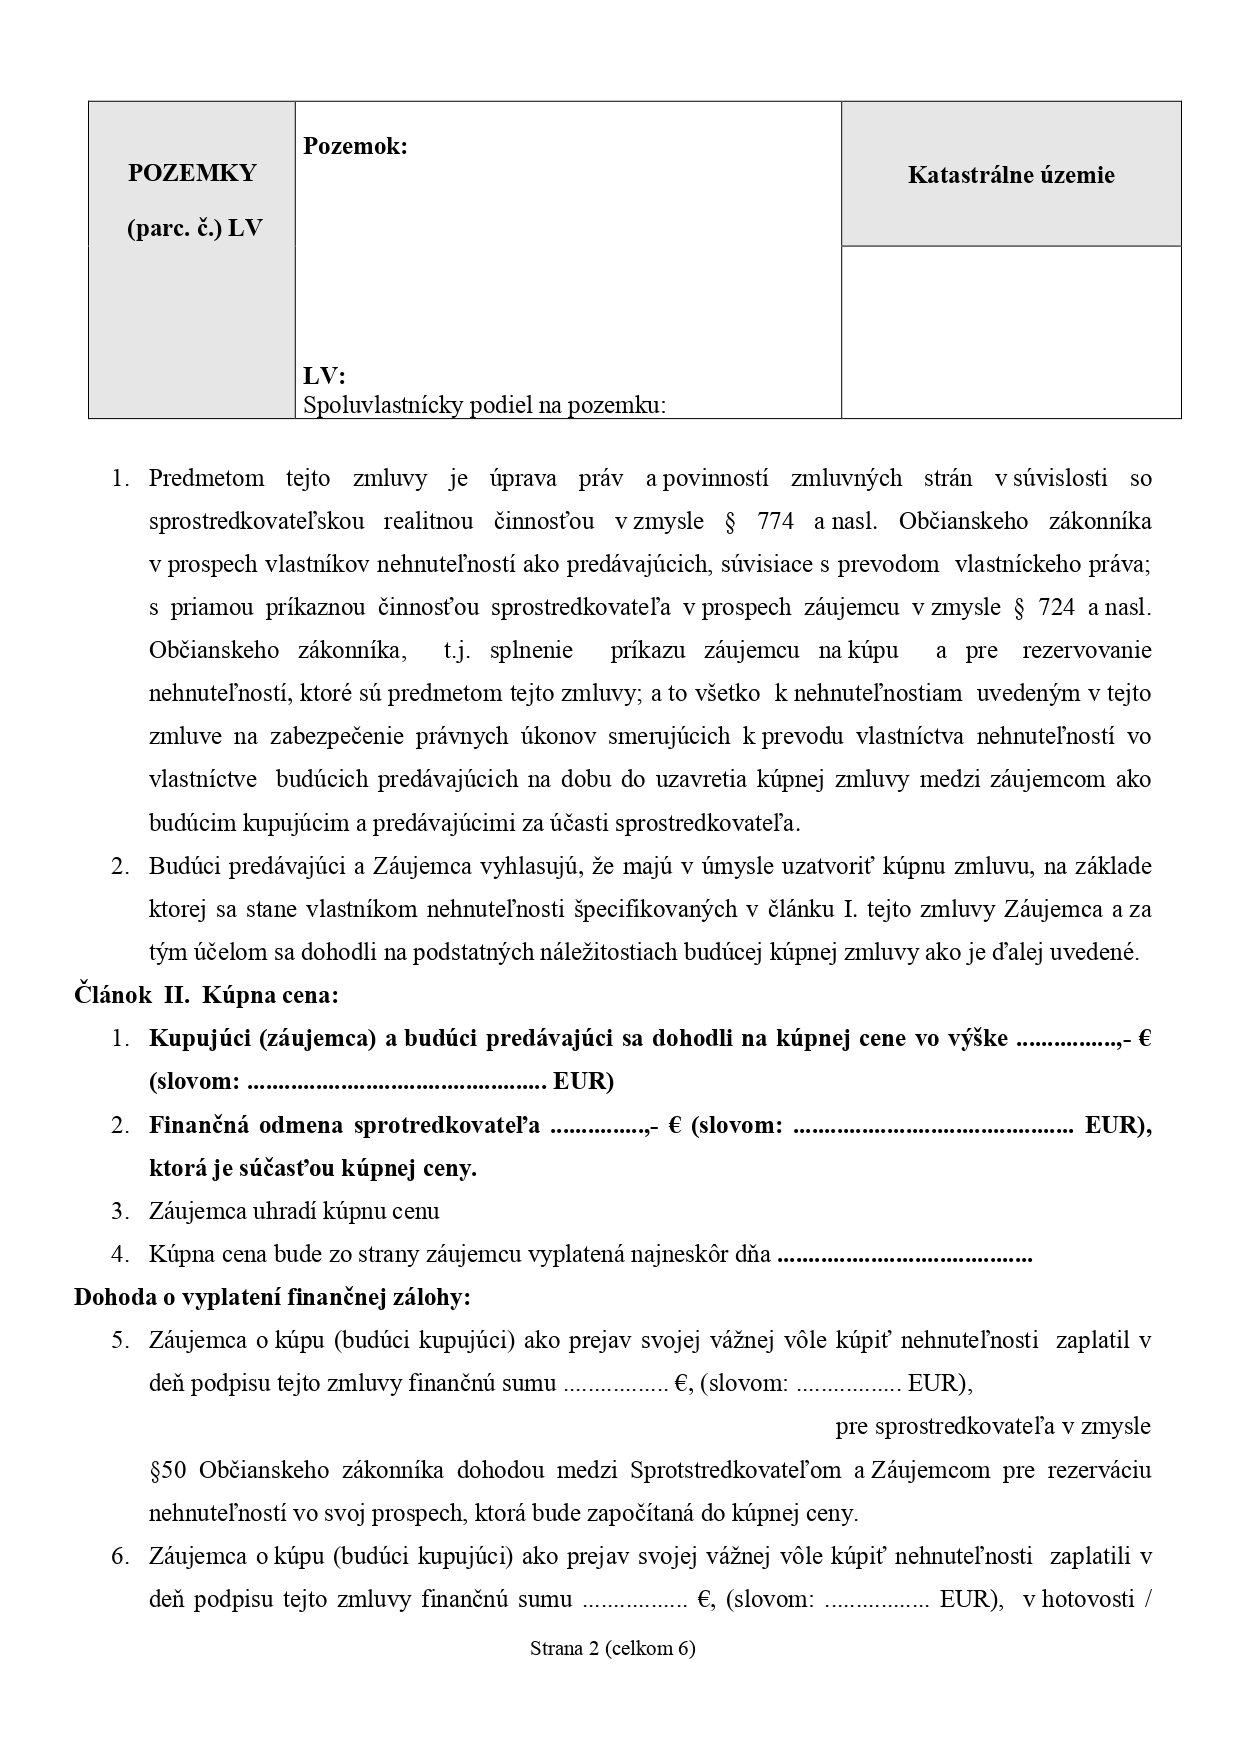 POZEMKY
(parc. č.) LV
Pozemok:
LV:
Spoluvlastnícky podiel na pozemku:
Katastrálne územie
1. Predmetom tejto zmluvy je úprava práv a povinností zmluvných strán v súvislosti so
sprostredkovateľskou realitnou činnosťou v zmysle § 774 a nasl. Občianskeho zákonníka
v prospech vlastníkov nehnuteľností ako predávajúcich, súvisiace s prevodom vlastníckeho práva;
s priamou príkaznou činnosťou sprostredkovateľa v prospech záujemcu v zmysle § 724 a nasl.
Občianskeho zákonníka, t.j. splnenie príkazu záujemcu na kúpu a pre rezervovanie
nehnuteľností, ktoré sú predmetom tejto zmluvy; a to všetko k nehnuteľnostiam uvedeným v tejto
zmluve na zabezpečenie právnych úkonov smerujúcich k prevodu vlastníctva nehnuteľností vo
vlastníctve budúcich predávajúcich na dobu do uzavretia kúpnej zmluvy medzi záujemcom ako
budúcim kupujúcim a predávajúcimi za účasti sprostredkovateľa.
2. Budúci predávajúci a Záujemca vyhlasujú, že majú v úmysle uzatvoriť kúpnu zmluvu, na základe
ktorej sa stane vlastníkom nehnuteľnosti špecifikovaných v článku I. tejto zmluvy Záujemca a za
tým účelom sa dohodli na podstatných náležitostiach budúcej kúpnej zmluvy ako je ďalej uvedené.
Článok II. Kúpna cena:
1. Kupujúci (záujemca) a budúci predávajúci sa dohodli na kúpnej cene vo výške ................,- €
(slovom: ................................................ EUR)
2. Finančná odmena sprotredkovateľa ...............,- € (slovom: ............................................. EUR),
ktorá je súčasťou kúpnej ceny.
3. Záujemca uhradí kúpnu cenu
4. Kúpna cena bude zo strany záujemcu vyplatená najneskôr dňa .........................................
Dohoda o vyplatení finančnej zálohy:
5. Záujemca o kúpu (budúci kupujúci) ako prejav svojej vážnej vôle kúpiť nehnuteľnosti zaplatil v
deň podpisu tejto zmluvy finančnú sumu ................. €, (slovom: ................. EUR),
pre sprostredkovateľa v zmysle
§50 Občianskeho zákonníka dohodou medzi Sprotstredkovateľom a Záujemcom pre rezerváciu
nehnuteľností vo svoj prospech, ktorá bude započítaná do kúpnej ceny.
6. Záujemca o kúpu (budúci kupujúci) ako prejav svojej vážnej vôle kúpiť nehnuteľnosti zaplatili v
deň podpisu tejto zmluvy finančnú sumu ................. €, (slovom: ................. EUR), v hotovosti /
Strana 2 (celkom 6)